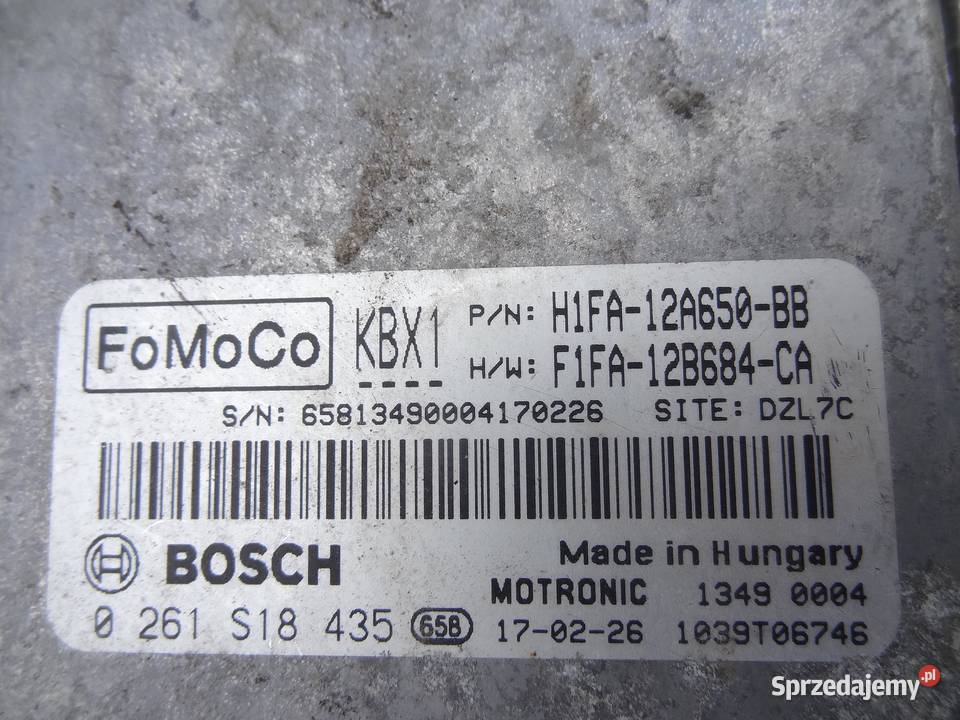 FoMoCo KBX1 P/N: H1FA-12A650-BB
H/W: F1FA-12B684-CA
S/N: 65813490004170226 SITE: DZL7C
BOSCH Made in Hungary
MOTRONIC 1349 0004
0 261 S18 435 658 17-02-26 1039T06746
Sprzedajemy.pl